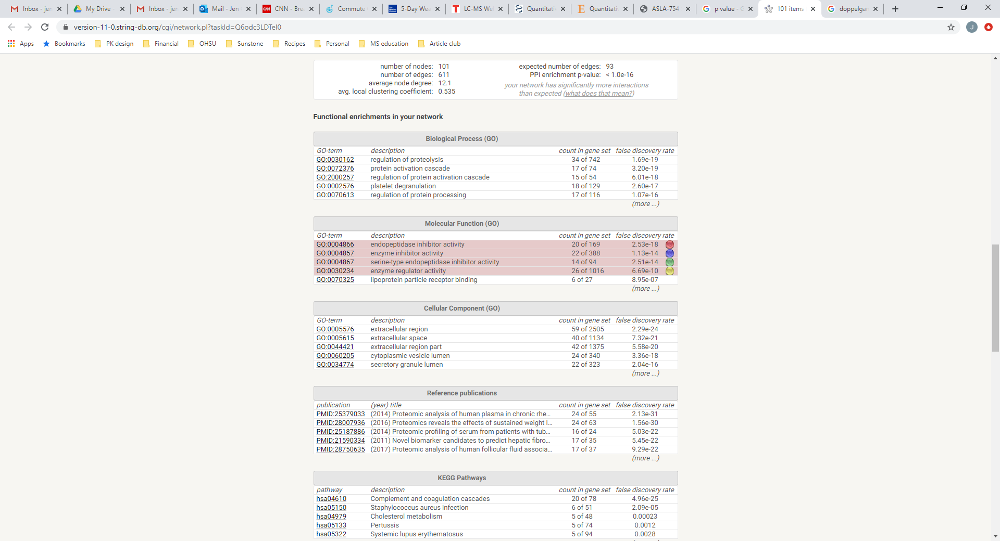 Inbox - jen
My Drive -
Inbox - jen
Mail - Jen
CNN - Brea
Commute
5-Day Wea
LC-MS We
Quantitati
Quantitati
ASLA-754
p value - G
101 items
doppelgan
version-11-0.string-db.org/cgi/network.pl?taskId=Q6odc3LDTeI0
J
Apps Bookmarks PK design Financial OHSU Sunstone Recipes Personal MS education Article club
number of nodes: 101 expected number of edges: 93
number of edges: 611 PPI enrichment p-value: < 1.0e-16
average node degree: 12.1 your network has significantly more interactions
avg. local clustering coefficient: 0.535 than expected (what does that mean?)
Functional enrichments in your network
Biological Process (GO)
GO-term description count in gene set false discovery rate
GO:0030162 regulation of proteolysis 34 of 742 1.69e-19
GO:0072376 protein activation cascade 17 of 74 3.20e-19
GO:2000257 regulation of protein activation cascade 15 of 54 6.01e-18
GO:0002576 platelet degranulation 18 of 129 2.60e-17
GO:0070613 regulation of protein processing 17 of 116 1.07e-16
(more ...)
Molecular Function (GO)
GO-term description count in gene set false discovery rate
GO:0004866 endopeptidase inhibitor activity 20 of 169 2.53e-18
GO:0004857 enzyme inhibitor activity 22 of 388 1.13e-14
GO:0004867 serine-type endopeptidase inhibitor activity 14 of 94 2.51e-14
GO:0030234 enzyme regulator activity 26 of 1016 6.69e-10
GO:0070325 lipoprotein particle receptor binding 6 of 27 8.95e-07
(more ...)
Cellular Component (GO)
GO-term description count in gene set false discovery rate
GO:0005576 extracellular region 59 of 2505 2.29e-24
GO:0005615 extracellular space 40 of 1134 7.32e-21
GO:0044421 extracellular region part 42 of 1375 5.58e-20
GO:0060205 cytoplasmic vesicle lumen 24 of 340 3.36e-18
GO:0034774 secretory granule lumen 22 of 323 2.04e-16
(more ...)
Reference publications
publication (year) title count in gene set false discovery rate
PMID:25379033 (2014) Proteomic analysis of human plasma in chronic rhe... 24 of 55 2.13e-31
PMID:28007936 (2016) Proteomics reveals the effects of sustained weight l... 24 of 63 1.56e-30
PMID:25187886 (2014) Proteomic profiling of serum from patients with tub... 16 of 24 5.03e-22
PMID:21590334 (2011) Novel biomarker candidates to predict hepatic fibro... 17 of 35 5.45e-22
PMID:28750635 (2017) Proteomic analysis of human follicular fluid associa... 17 of 37 9.29e-22
(more ...)
KEGG Pathways
pathway description count in gene set false discovery rate
hsa04610 Complement and coagulation cascades 20 of 78 4.96e-25
hsa05150 Staphylococcus aureus infection 6 of 51 2.09e-05
hsa04979 Cholesterol metabolism 5 of 48 0.00023
hsa05133 Pertussis 5 of 74 0.0012
hsa05322 Systemic lupus erythematosus 5 of 94 0.0028